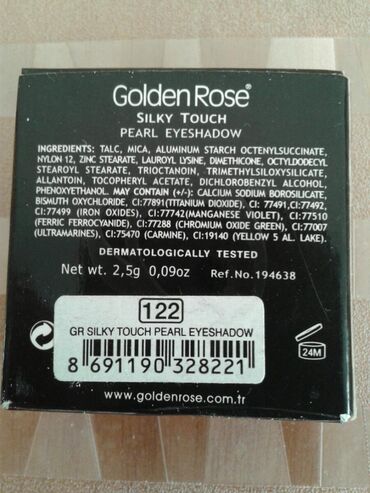 Golden Rose®
SILKY TOUCH
PEARL EYESHADOW
INGREDIENTS: TALC, MICA, ALUMINUM STARCH OCTENYLSUCCINATE,
NYLON 12, ZINC STEARATE, LAUROYL LYSINE, DIMETHICONE, OCTYLDODECYL
STEAROYL STEARATE, TRIOCTANOIN, TRIMETHYLSILOXYSILICATE,
ALLANTOIN, TOCOPHERYL ACETATE, DICHLOROBENZYL ALCOHOL,
PHENOXYETHANOL. MAY CONTAIN (+/-): CALCIUM SODIUM BOROSILICATE,
BISMUTH OXYCHLORIDE, CI:77891(TITANIUM DIOXIDE), CI: 77491,CI:77492,
CI:77499 (IRON OXIDES), CI:77742(MANGANESE VIOLET), CI:77510
(FERRIC FERROCYANIDE), CI:77288 (CHROMIUM OXIDE GREEN), CI:77007
(ULTRAMARINES), CI:75470 (CARMINE), CI:19140 (YELLOW 5 AL. LAKE).
DERMATOLOGICALLY TESTED
Net wt. 2,5g 0,09oz Ref.No.194638
122
GR SILKY TOUCH PEARL EYESHADOW
8 691190 328221
24M
www.goldenrose.com.tr